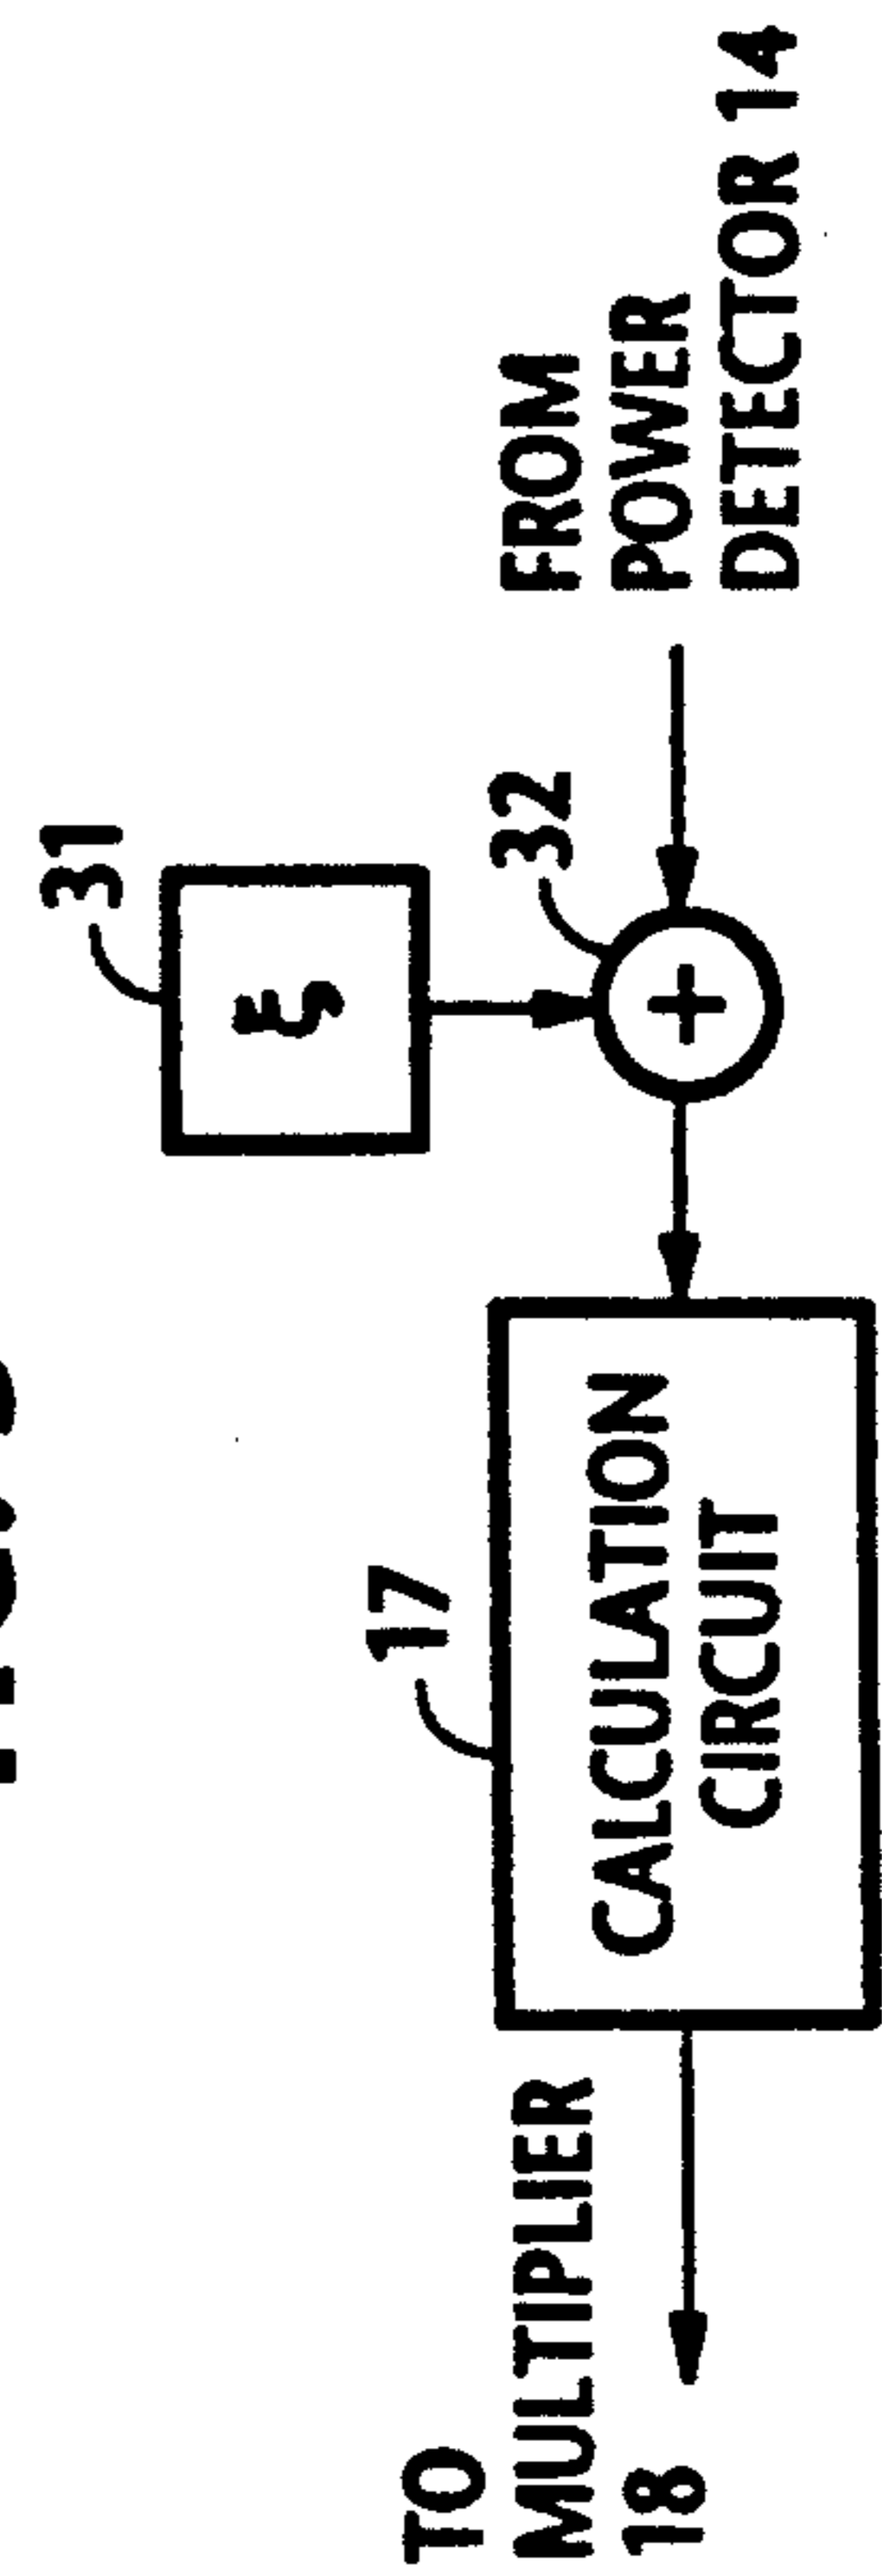 31
ξ
32
FROM
POWER
DETECTOR 14
+
17
CALCULATION
CIRCUIT
TO
MULTIPLIER
18